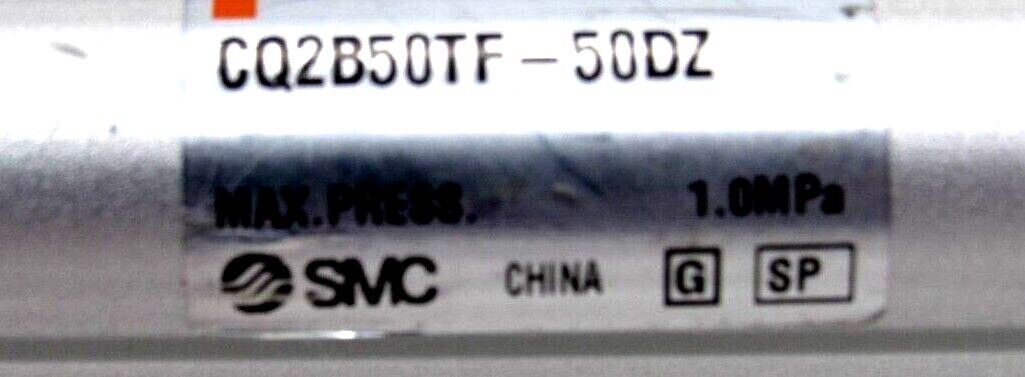 CQ2B50TF-50DZ
MAX.PRESS. 1.0MPa
SMC CHINA G SP